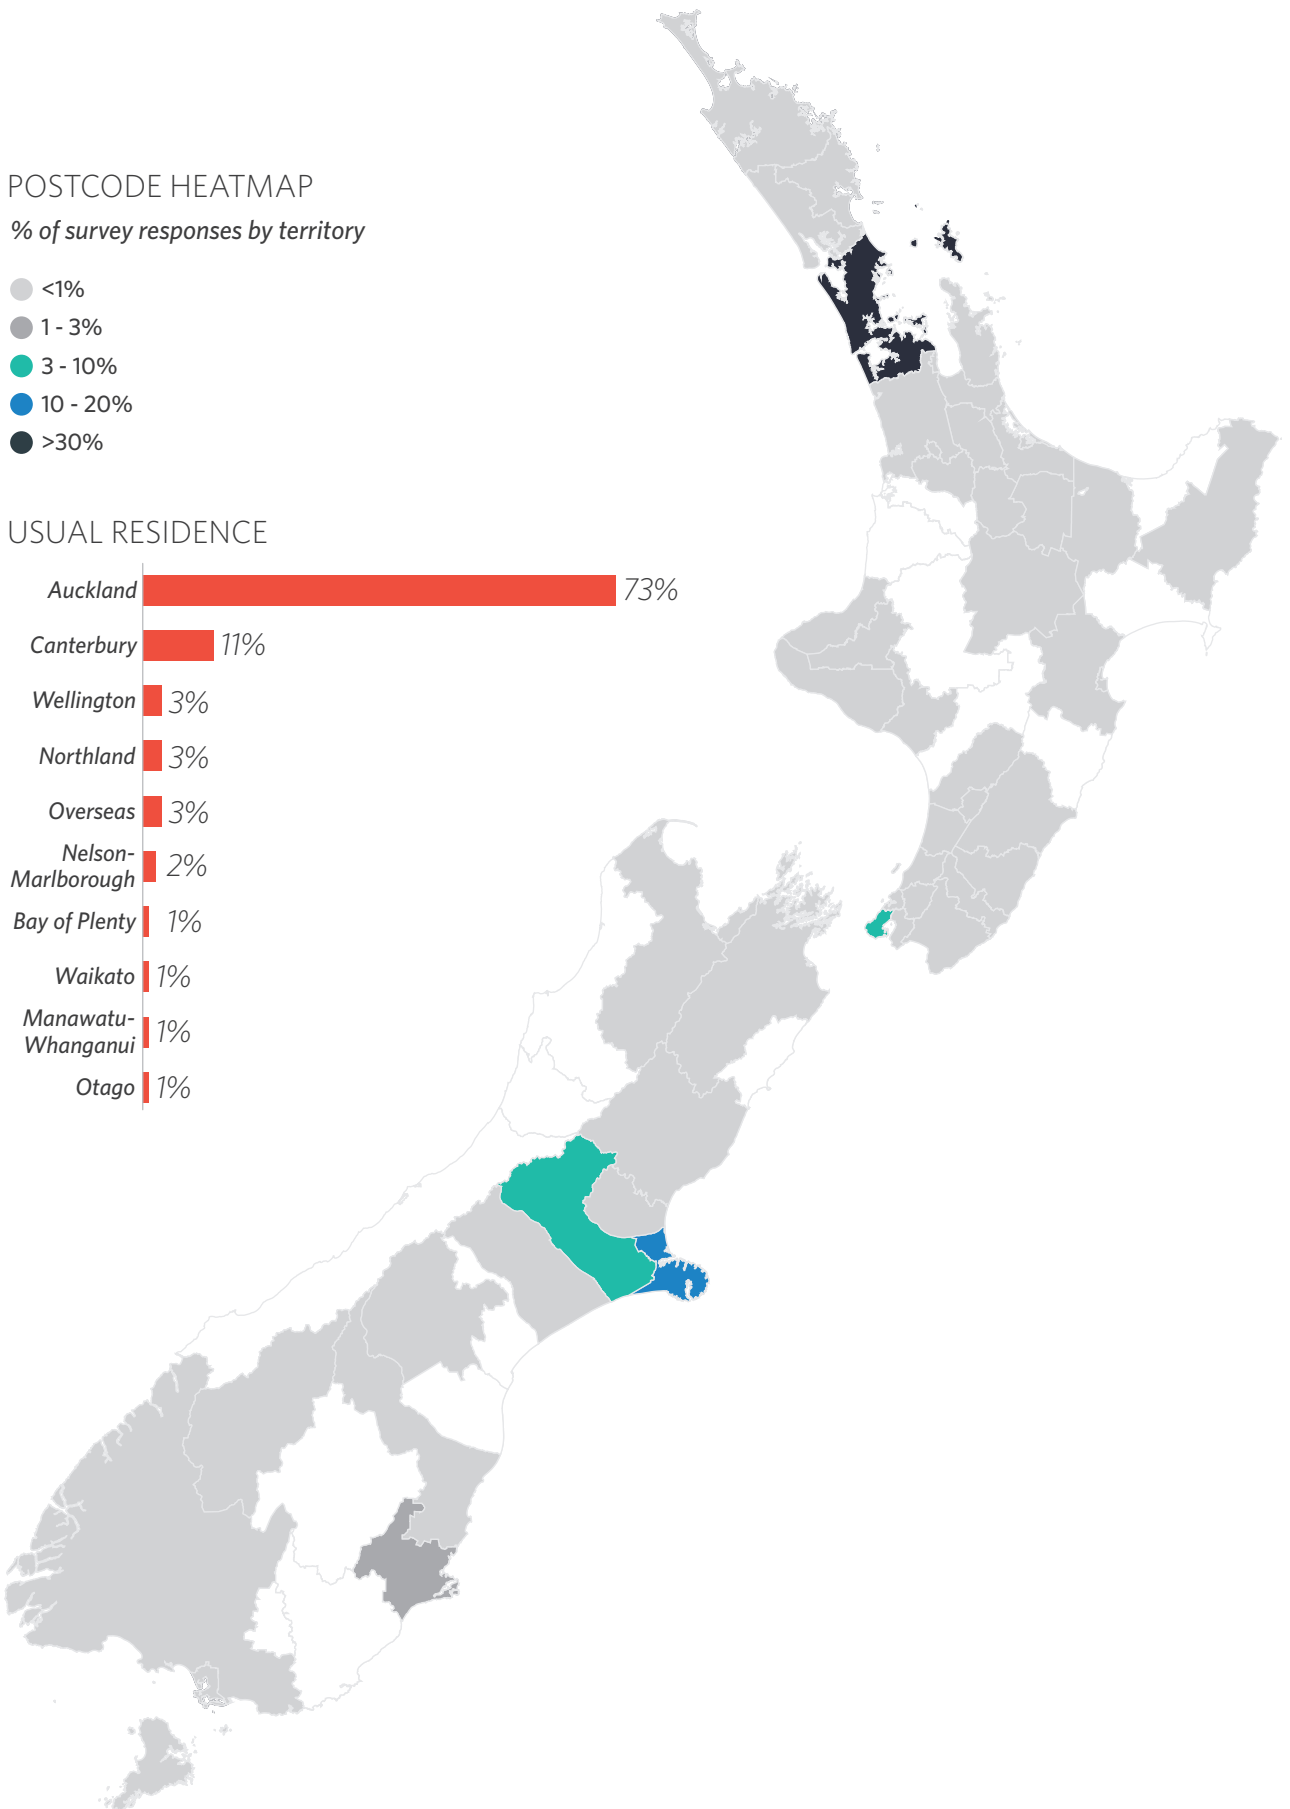 POSTCODE HEATMAP
% of survey responses by territory
<1%
1 - 3%
3 - 10%
10 - 20%
>30%
USUAL RESIDENCE
Auckland 73%
Canterbury 11%
Wellington 3%
Northland 3%
Overseas 3%
Nelson-
Marlborough 2%
Bay of Plenty 1%
Waikato 1%
Manawatu-
Whanganui 1%
Otago 1%